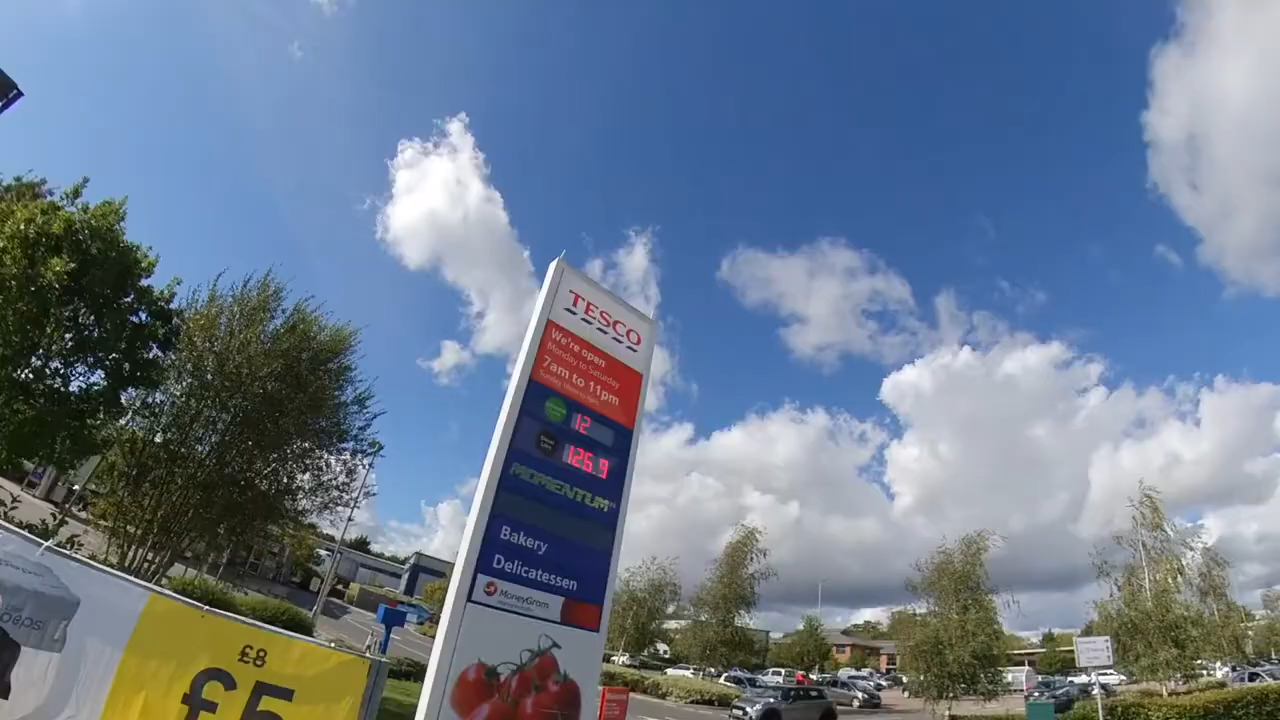 TESCO
We're open
Monday to Saturday
7am to 11pm
12
126.9
MOMENTUM
Bakery
Delicatessen
MoneyGram
£8
£5